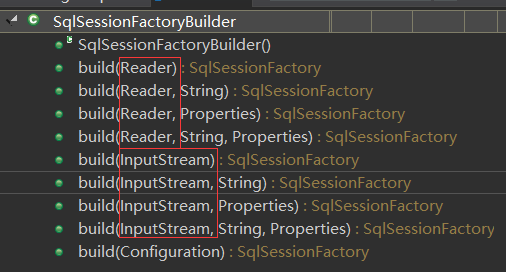 SqlSessionFactoryBuilder
SqlSessionFactoryBuilder()
build(Reader) : SqlSessionFactory
build(Reader, String) : SqlSessionFactory
build(Reader, Properties) : SqlSessionFactory
build(Reader, String, Properties) : SqlSessionFactory
build(InputStream) : SqlSessionFactory
build(InputStream, String) : SqlSessionFactory
build(InputStream, Properties) : SqlSessionFactory
build(InputStream, String, Properties) : SqlSessionFactory
build(Configuration) : SqlSessionFactory